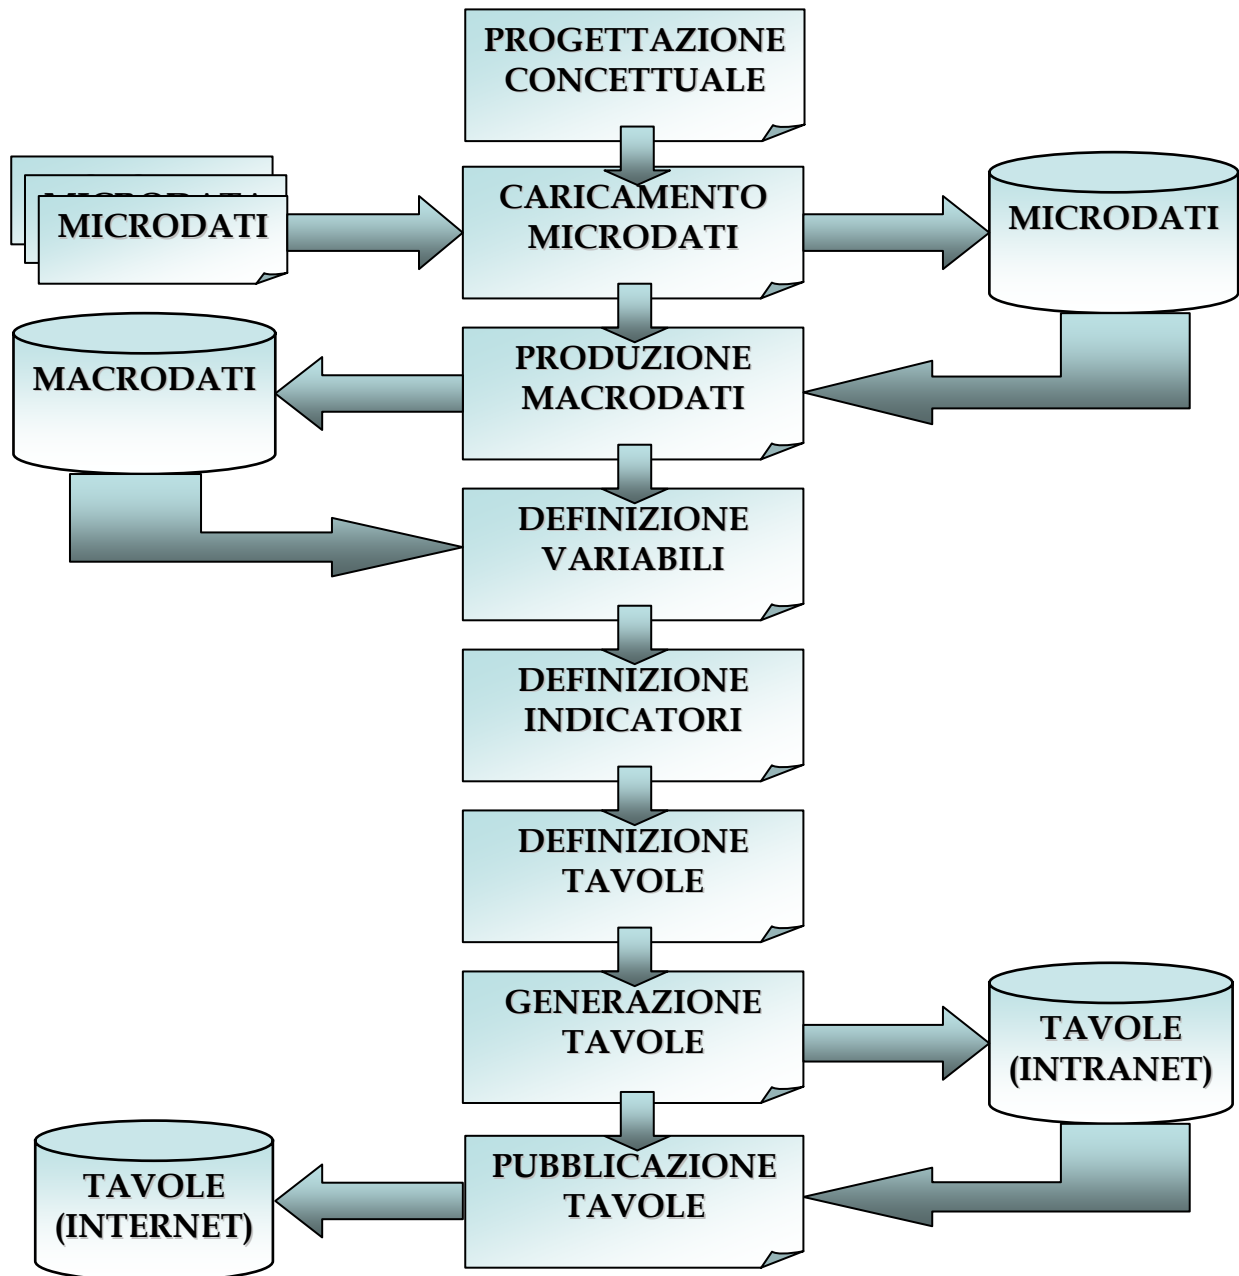 PROGETTAZIONE
CONCETTUALE
MICRODATI
CARICAMENTO
MICRODATI
MICRODATI
MACRODATI
PRODUZIONE
MACRODATI
DEFINIZIONE
VARIABILI
DEFINIZIONE
INDICATORI
DEFINIZIONE
TAVOLE
GENERAZIONE
TAVOLE
TAVOLE
(INTRANET)
TAVOLE
(INTERNET)
PUBBLICAZIONE
TAVOLE